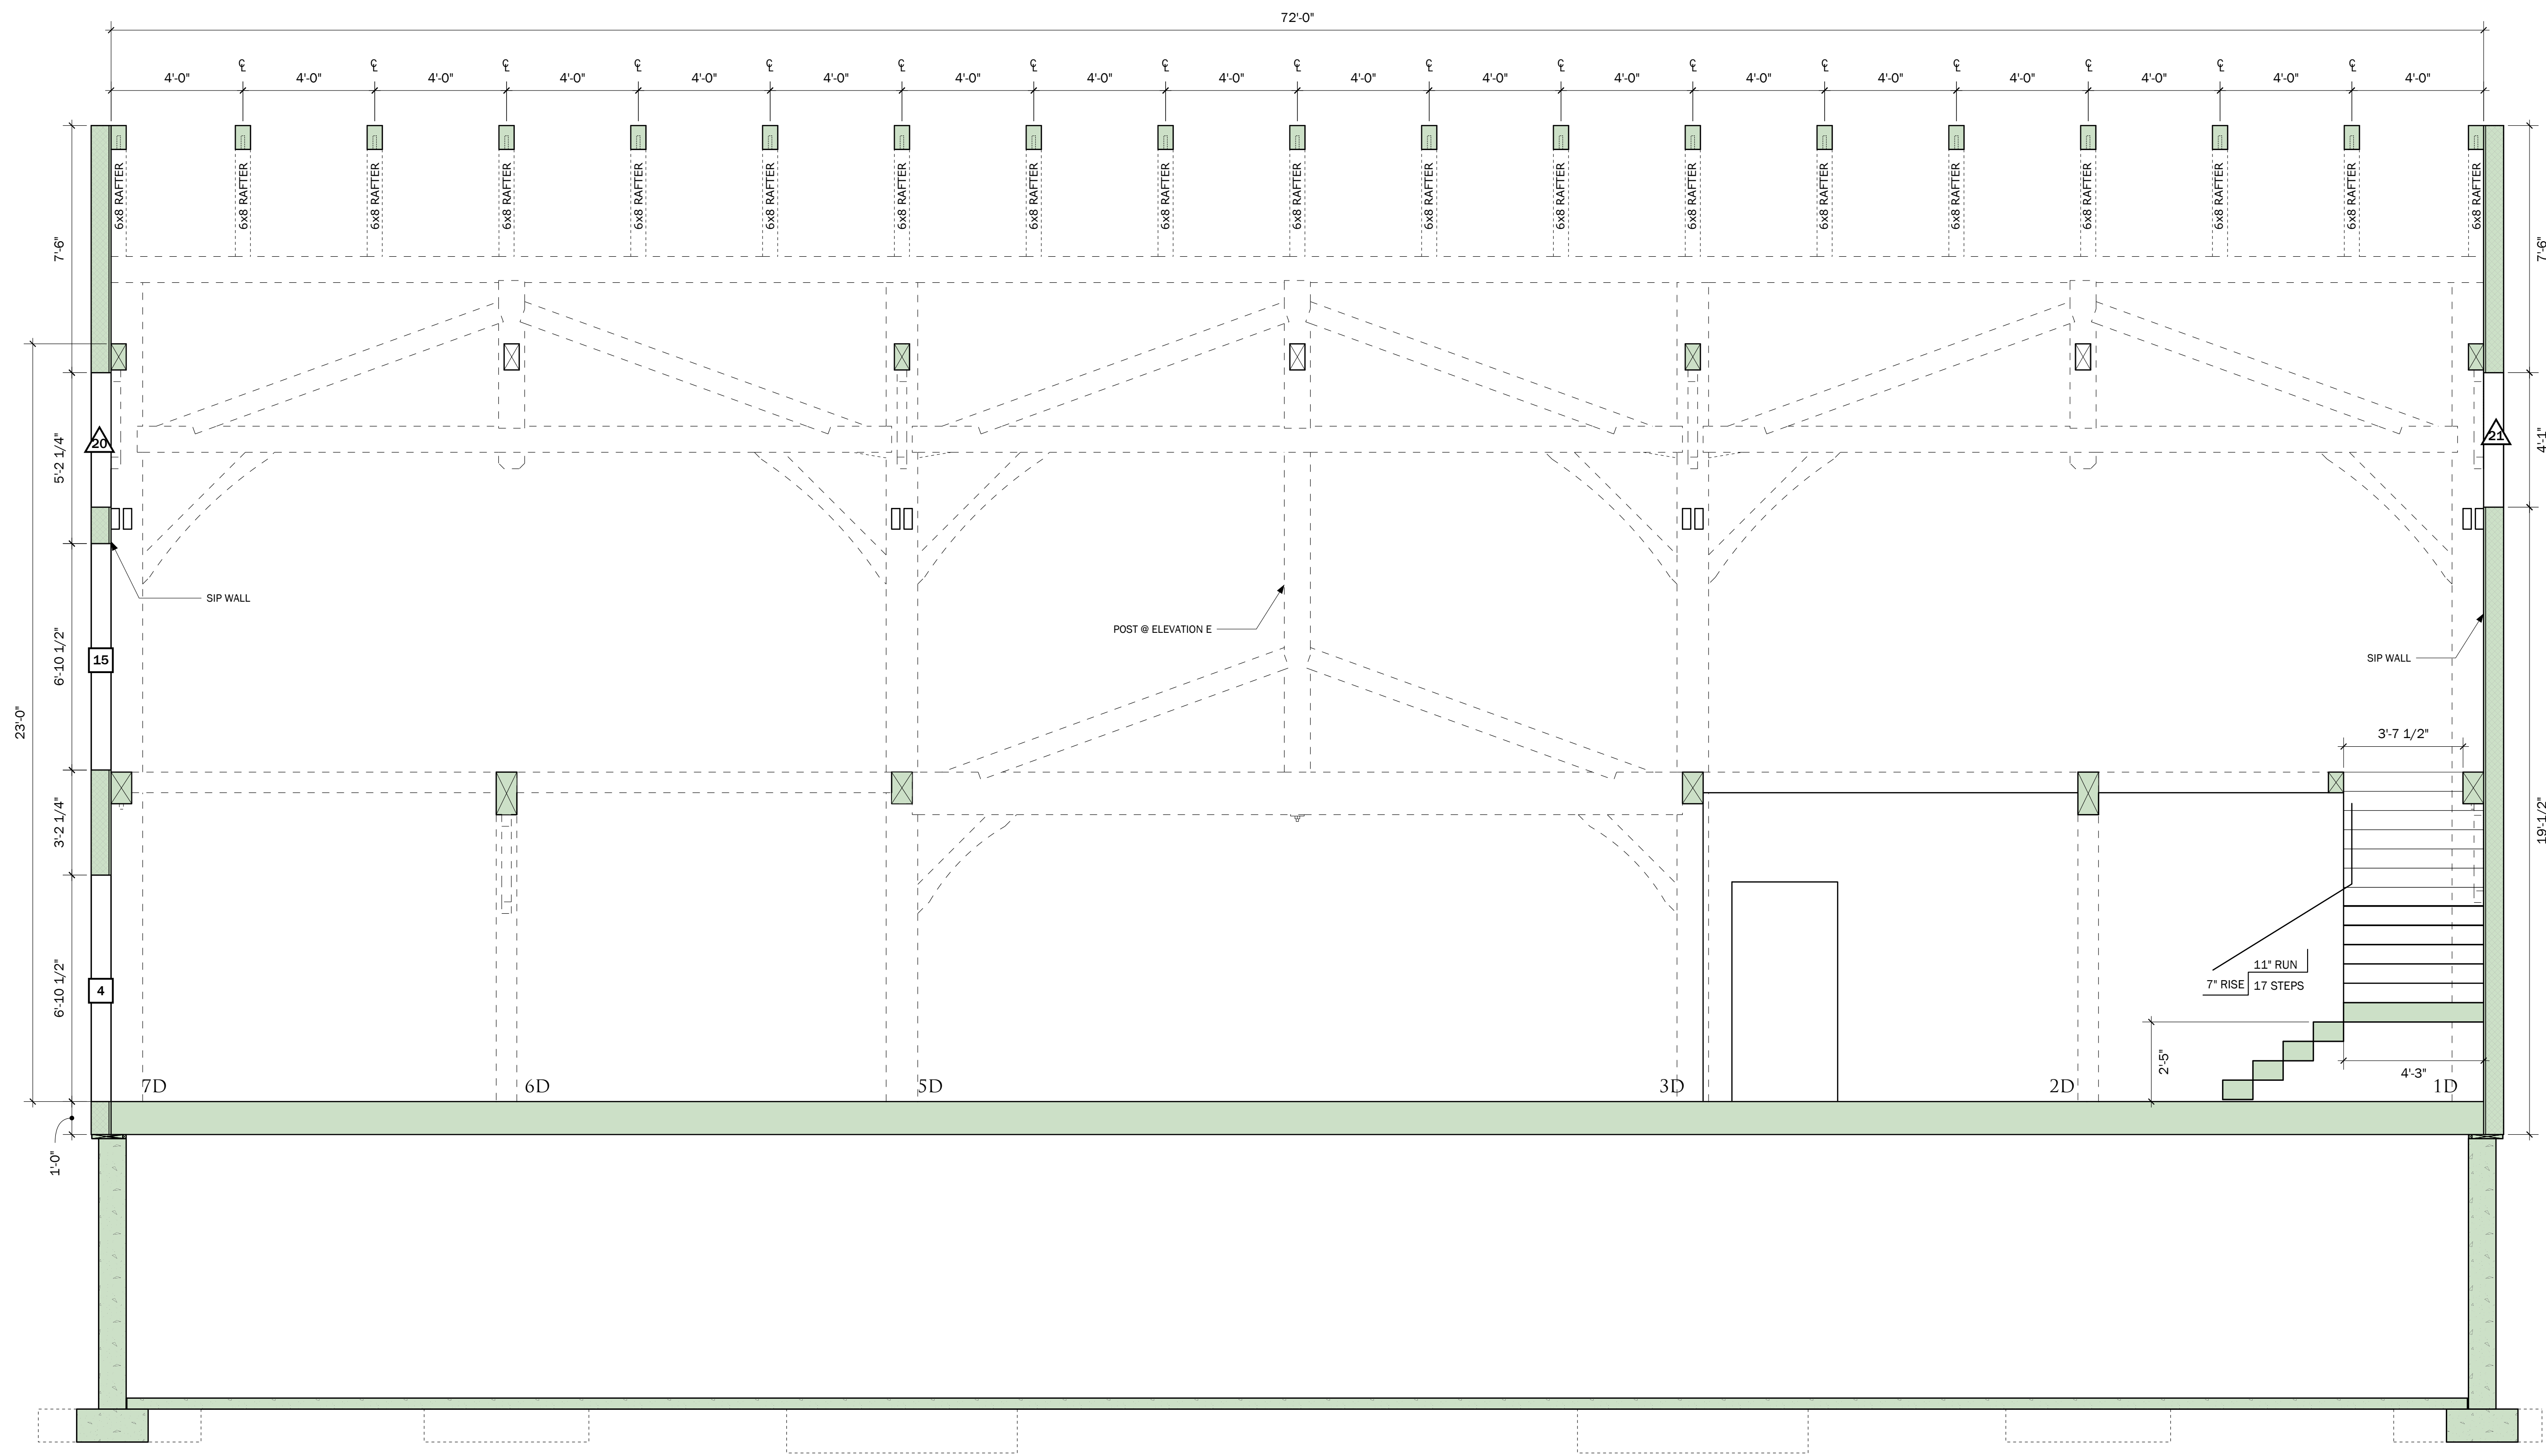 72'-0"
℄ ℄ ℄ ℄ ℄ ℄ ℄ ℄ ℄ ℄ ℄ ℄ ℄ ℄ ℄ ℄ ℄
4'-0" 4'-0" 4'-0" 4'-0" 4'-0" 4'-0" 4'-0" 4'-0" 4'-0" 4'-0" 4'-0" 4'-0" 4'-0" 4'-0" 4'-0" 4'-0" 4'-0" 4'-0"
6x8 RAFTER 6x8 RAFTER 6x8 RAFTER 6x8 RAFTER 6x8 RAFTER 6x8 RAFTER 6x8 RAFTER 6x8 RAFTER 6x8 RAFTER 6x8 RAFTER 6x8 RAFTER 6x8 RAFTER 6x8 RAFTER 6x8 RAFTER 6x8 RAFTER 6x8 RAFTER 6x8 RAFTER 6x8 RAFTER 6x8 RAFTER
7'-6"
7'-6"
20
5'-2 1/4"
21
4'-1"
SIP WALL
POST @ ELEVATION E
15
6'-10 1/2"
SIP WALL
23'-0"
3'-7 1/2"
3'-2 1/4"
19'-1/2"
4
6'-10 1/2"
11" RUN
7" RISE
17 STEPS
2'-5"
4'-3"
7D
6D
5D
3D
2D
1D
1'-0"